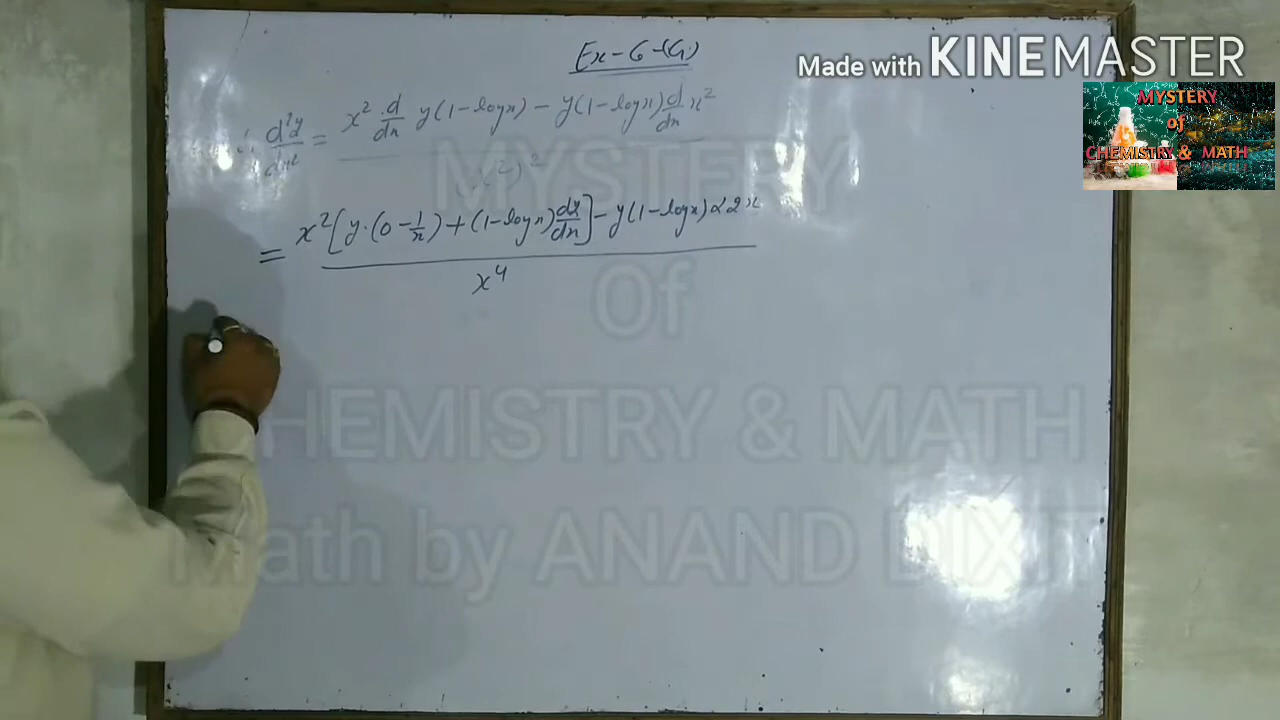 Ex-6-(G)
Made with KINEMASTER
MYSTERY
of
CHEMISTRY & MATH
∴ d²y/dx² = x² · d/dx y(1-logx) - y(1-logx) d/dx x² / (x²)²
= x²[y·(0-1/x)+(1-logx)dy/dx] - y(1-logx)×2x / x⁴
MYSTERY
Of
CHEMISTRY & MATH
Math by ANAND DIXIT